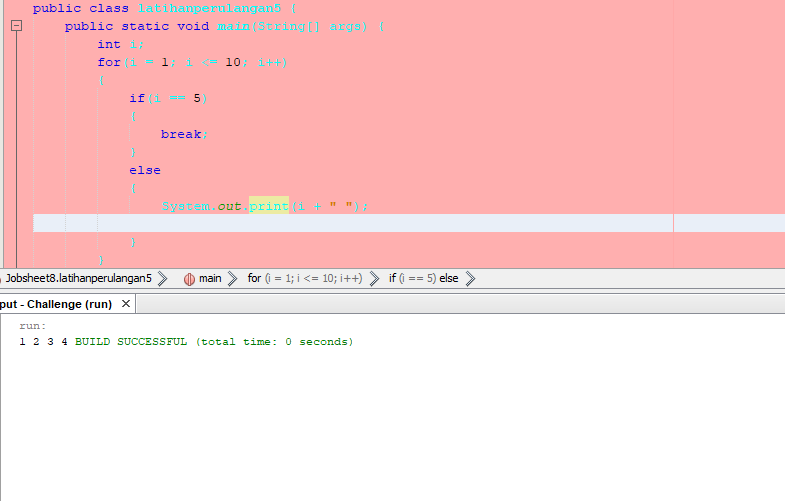 public class latihanperulangan5 {
public static void main(String[] args) {
int i;
for(i = 1; i <= 10; i++)
{
if(i == 5)
{
break;
}
else
{
System.out.print(i + " ");
}
}
Jobsheet8.latihanperulangan5 main for (i = 1; i <= 10; i++) if (i == 5) else
put - Challenge (run) ×
run:
1 2 3 4 BUILD SUCCESSFUL (total time: 0 seconds)